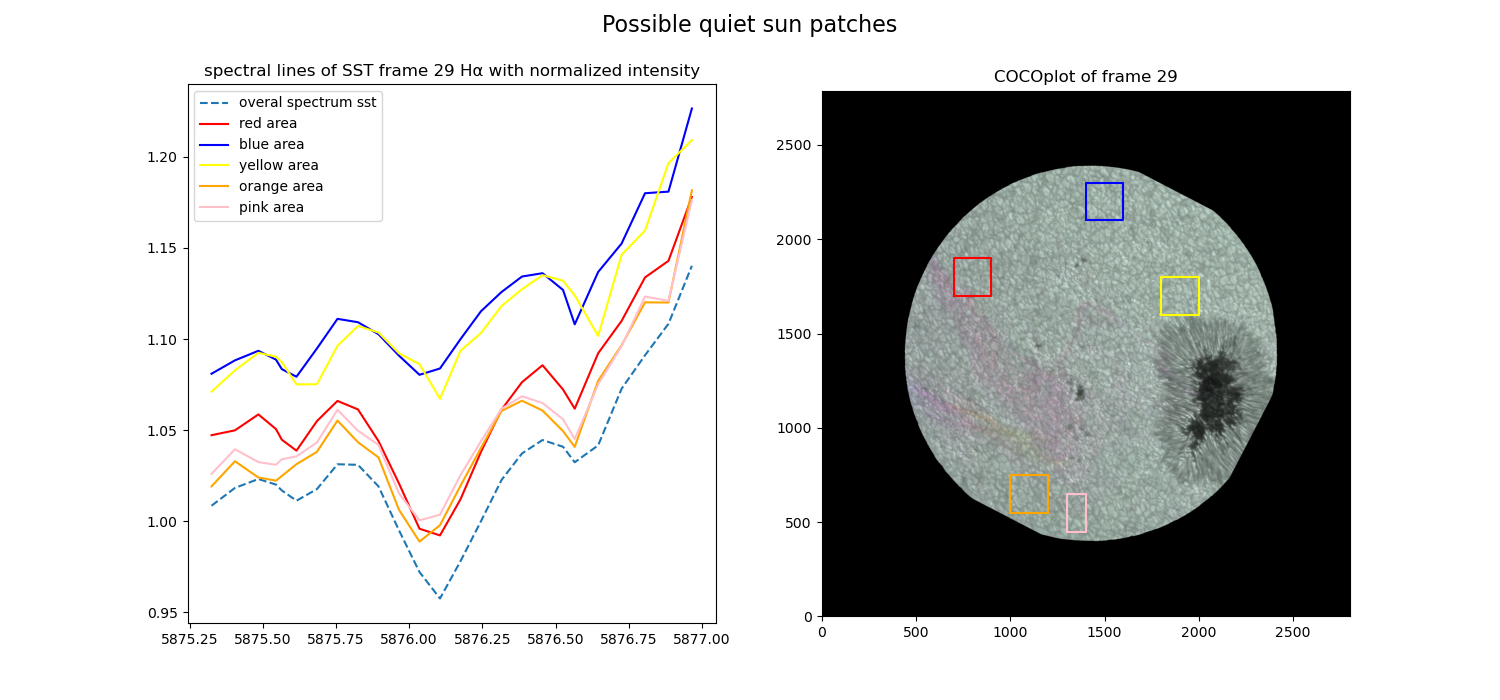 Possible quiet sun patches
spectral lines of SST frame 29 Hα with normalized intensity
overal spectrum sst
red area
blue area
yellow area
orange area
pink area
1.20
1.15
1.10
1.05
1.00
0.95
5875.25 5875.50 5875.75 5876.00 5876.25 5876.50 5876.75 5877.00
COCOplot of frame 29
2500
2000
1500
1000
500
0
0 500 1000 1500 2000 2500